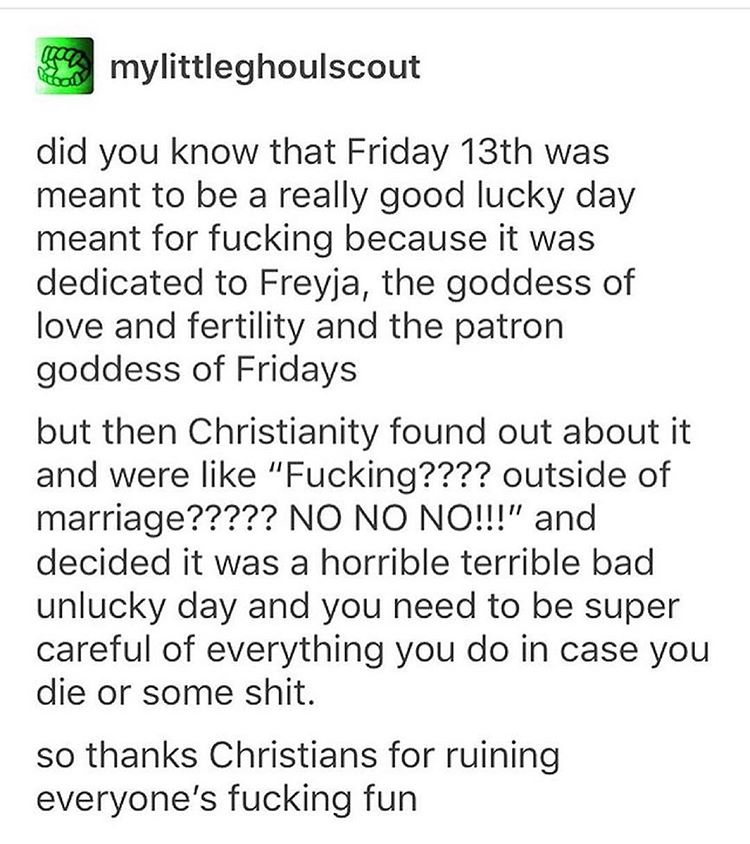 mylittleghoulscout
did you know that Friday 13th was
meant to be a really good lucky day
meant for fucking because it was
dedicated to Freyja, the goddess of
love and fertility and the patron
goddess of Fridays
but then Christianity found out about it
and were like “Fucking???? outside of
marriage????? NO NO NO!!!” and
decided it was a horrible terrible bad
unlucky day and you need to be super
careful of everything you do in case you
die or some shit.
so thanks Christians for ruining
everyone’s fucking fun